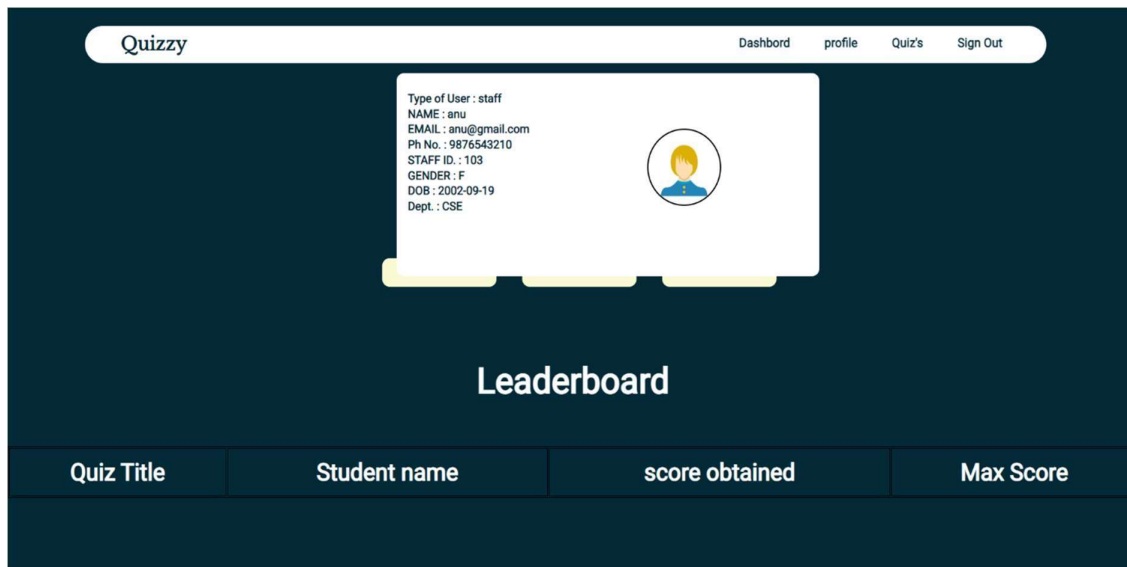 Quizzy Dashbord profile Quiz's Sign Out
Type of User : staff
NAME : anu
EMAIL : anu@gmail.com
Ph No. : 9876543210
STAFF ID. : 103
GENDER : F
DOB : 2002-09-19
Dept. : CSE
Leaderboard
Quiz Title Student name score obtained Max Score